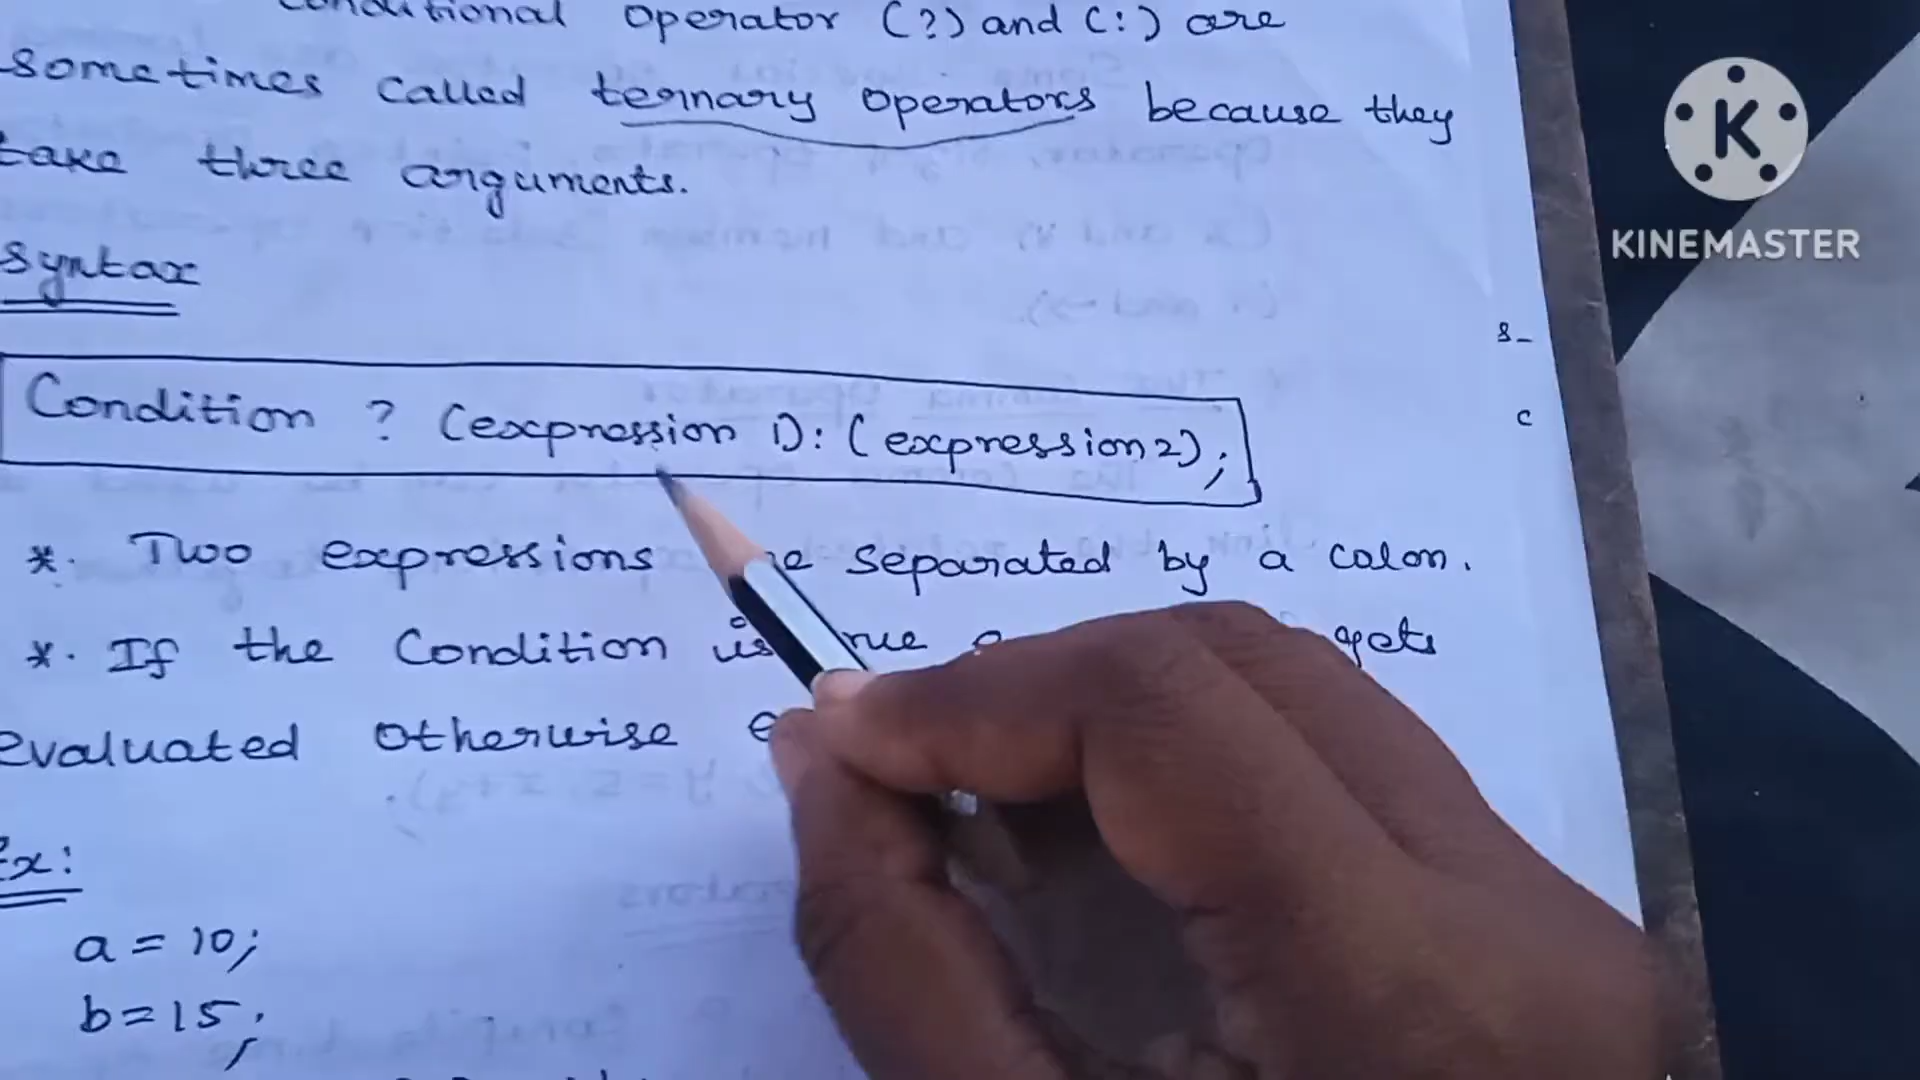 Conditional operator (?) and (:) are
sometimes called ternary operators because they
take three arguments.
Syntax
Condition ? (expression 1) : (expression2);
*. Two expressions separated by a colon.
*. If the Condition is gets
evaluated otherwise
Ex:
a = 10;
b = 15;
K
KINEMASTER
s
c